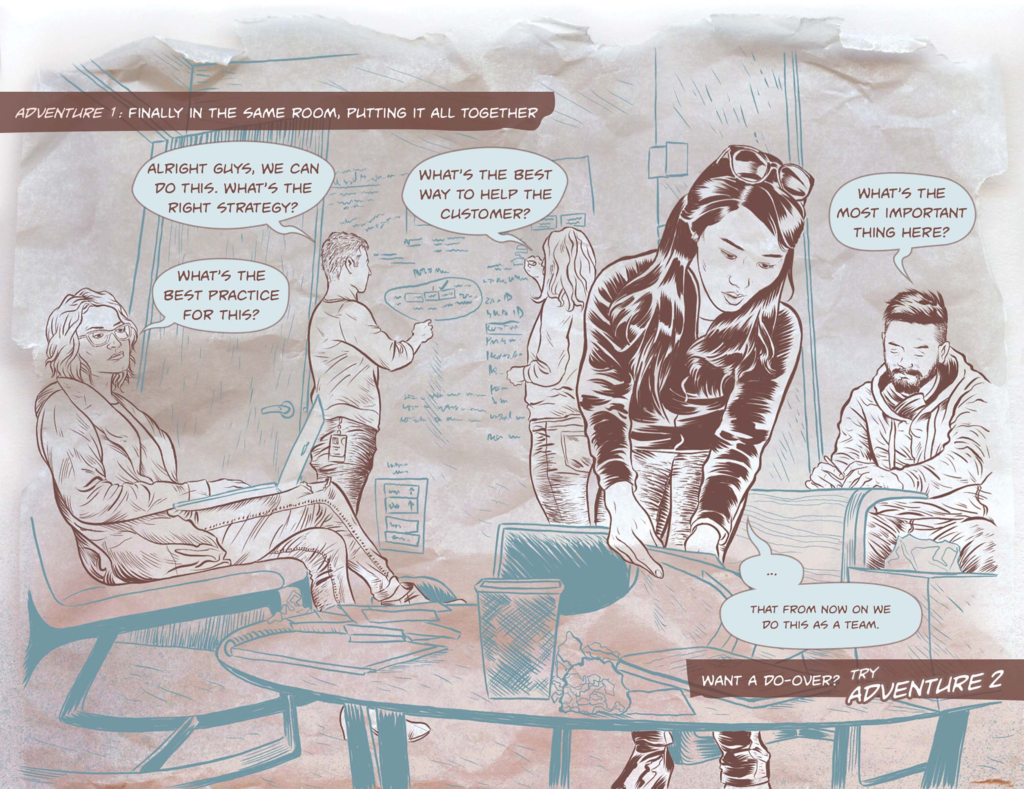 ADVENTURE 1: FINALLY IN THE SAME ROOM, PUTTING IT ALL TOGETHER
ALRIGHT GUYS, WE CAN
DO THIS. WHAT'S THE
RIGHT STRATEGY?
WHAT'S THE BEST
WAY TO HELP THE
CUSTOMER?
WHAT'S THE
MOST IMPORTANT
THING HERE?
WHAT'S THE
BEST PRACTICE
FOR THIS?
...
THAT FROM NOW ON WE
DO THIS AS A TEAM.
WANT A DO-OVER? TRY
ADVENTURE 2